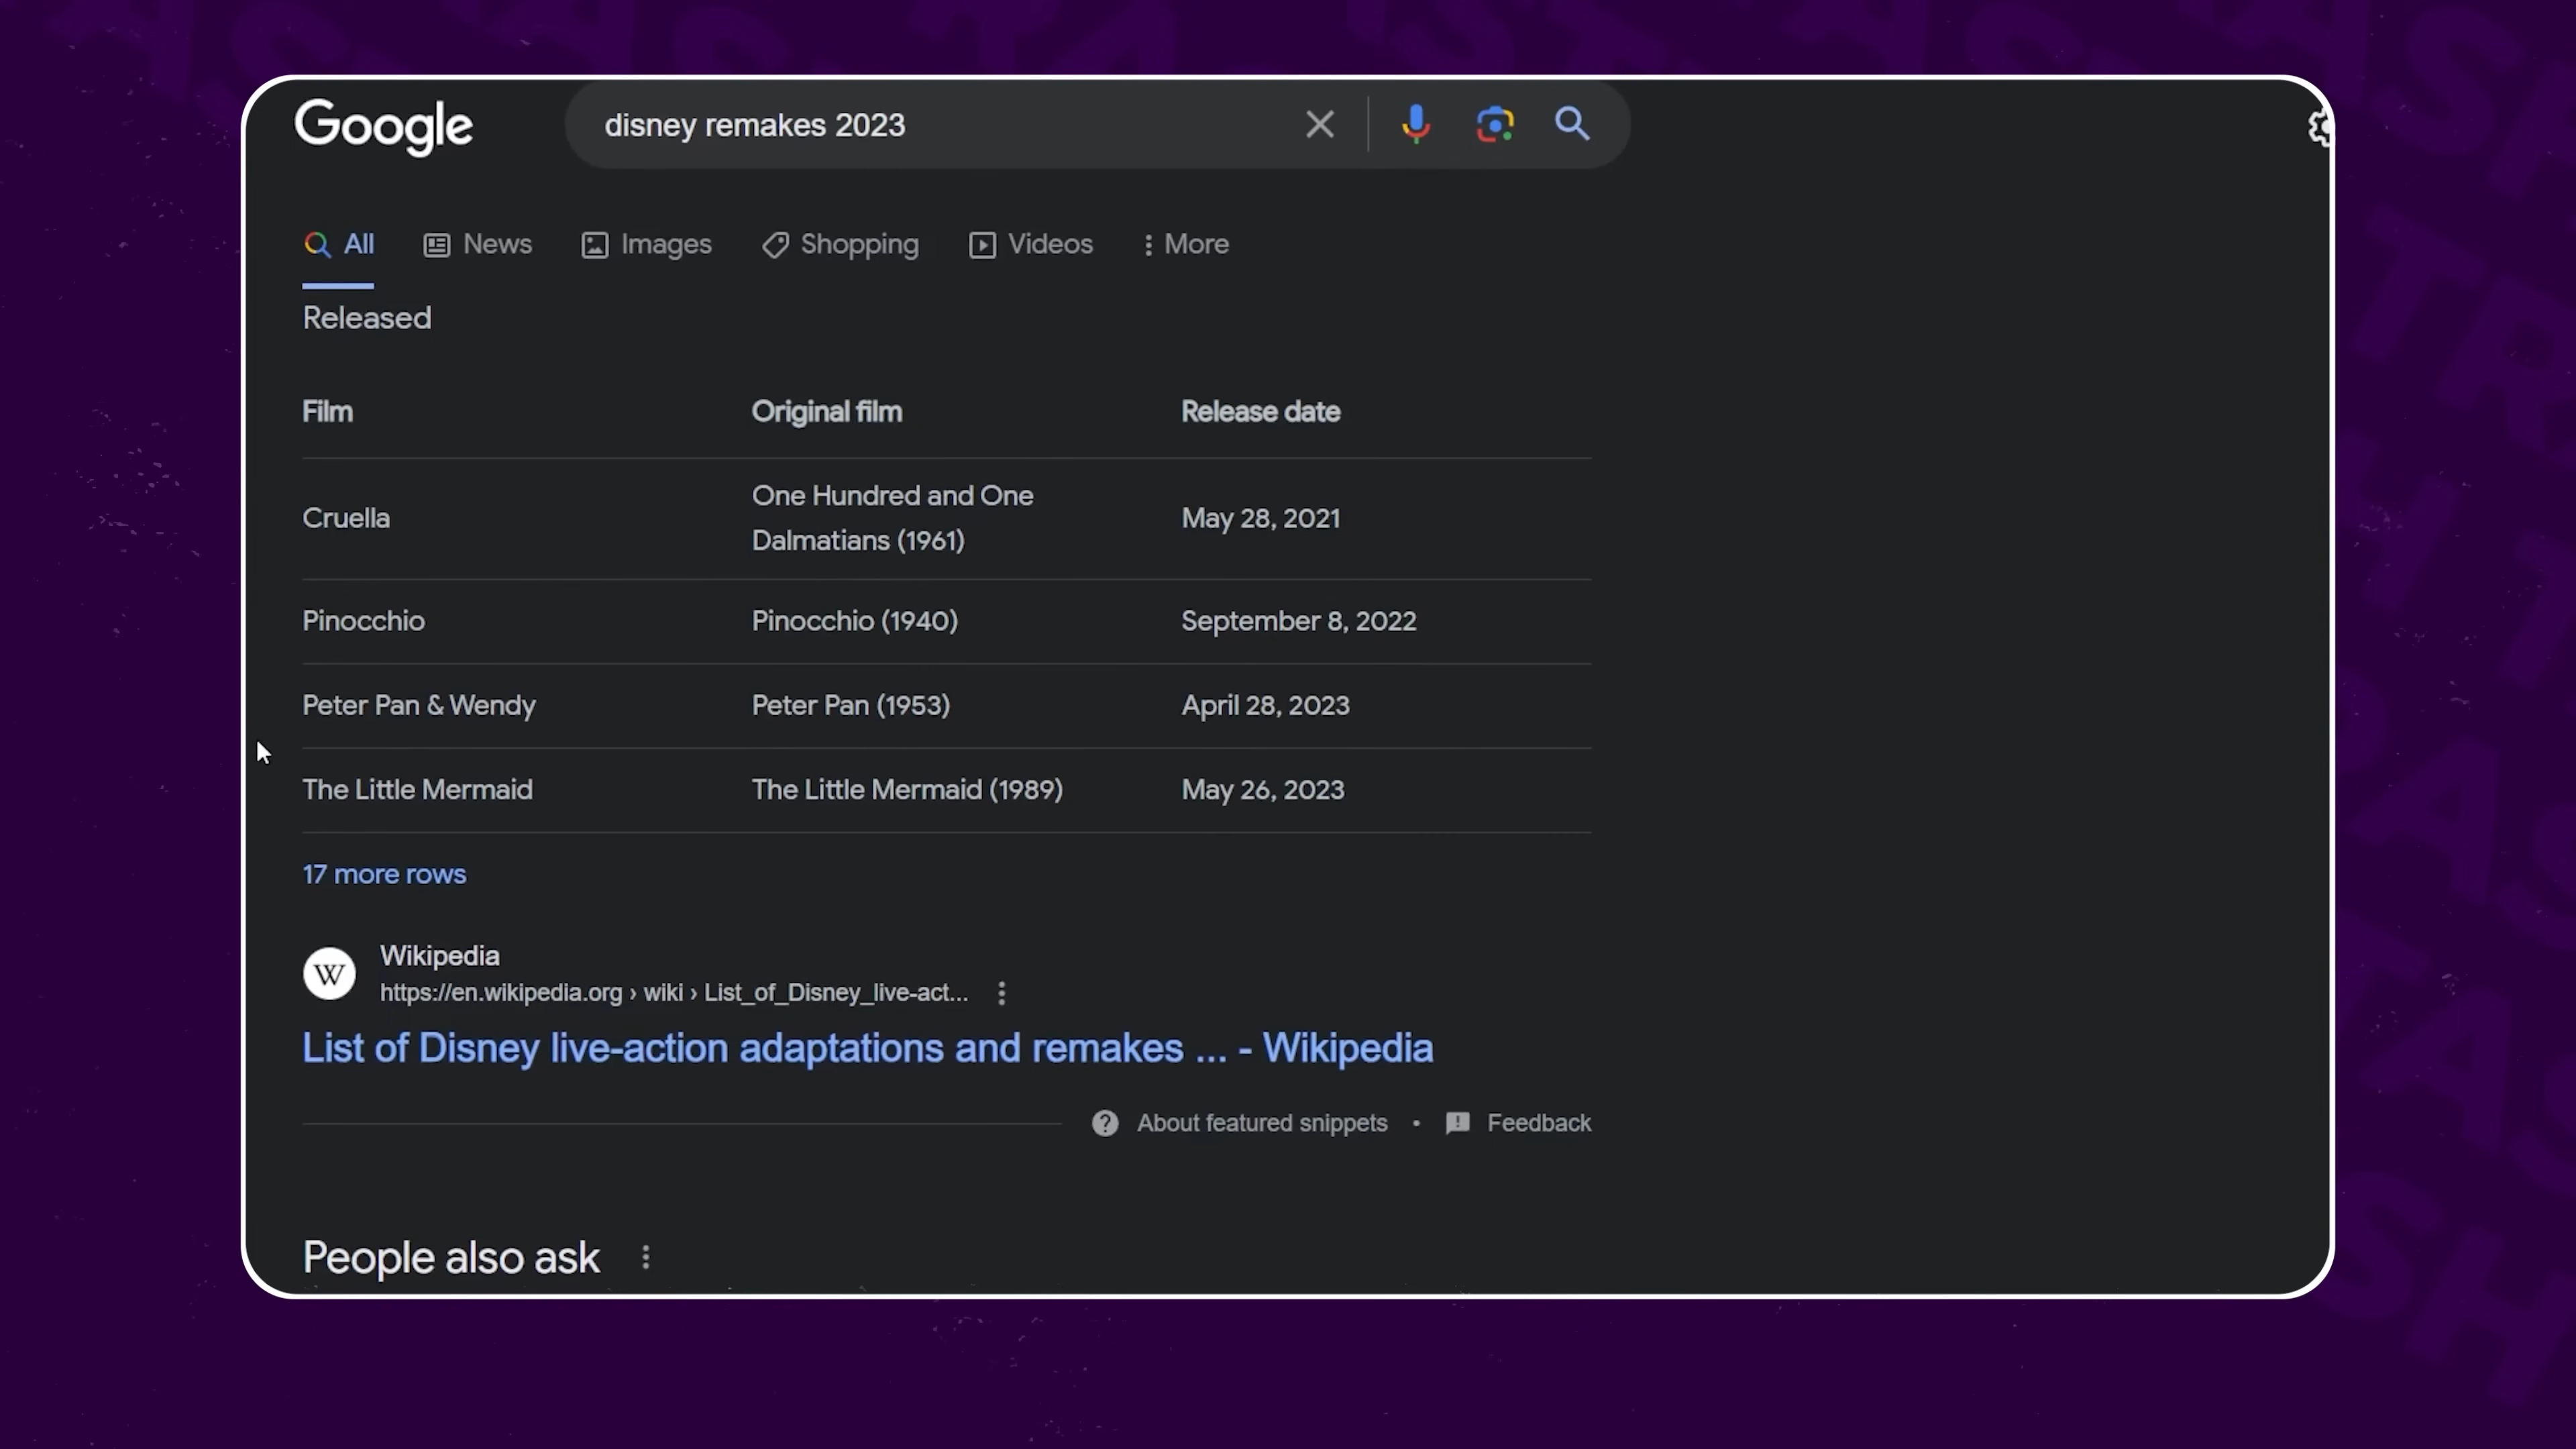 Google
disney remakes 2023
All News Images Shopping Videos More
Released
Film Original film Release date
Cruella One Hundred and One Dalmatians (1961) May 28, 2021
Pinocchio Pinocchio (1940) September 8, 2022
Peter Pan & Wendy Peter Pan (1953) April 28, 2023
The Little Mermaid The Little Mermaid (1989) May 26, 2023
17 more rows
W
Wikipedia
https://en.wikipedia.org › wiki › List_of_Disney_live-act...
List of Disney live-action adaptations and remakes ... - Wikipedia
About featured snippets • Feedback
People also ask